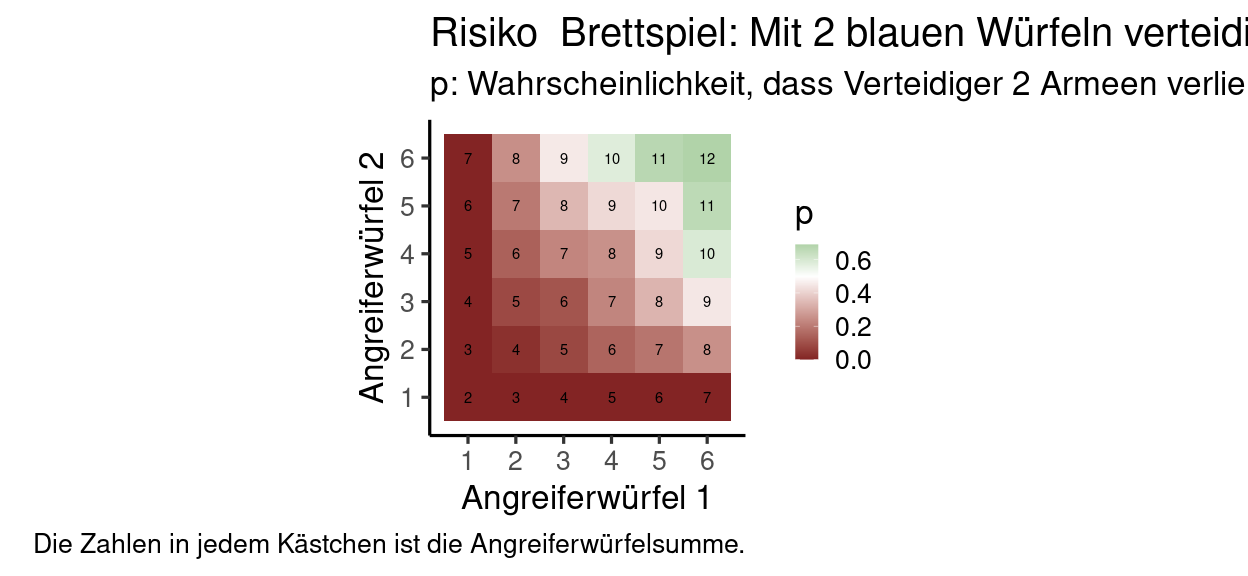 Risiko  Brettspiel: Mit 2 blauen Würfeln verteidi
p: Wahrscheinlichkeit, dass Verteidiger 2 Armeen verlie
Angreiferwürfel 2
6 7 8 9 10 11 12
5 6 7 8 9 10 11
4 5 6 7 8 9 10
3 4 5 6 7 8 9
2 3 4 5 6 7 8
1 2 3 4 5 6 7
1 2 3 4 5 6
Angreiferwürfel 1
p
0.6
0.4
0.2
0.0
Die Zahlen in jedem Kästchen ist die Angreiferwürfelsumme.